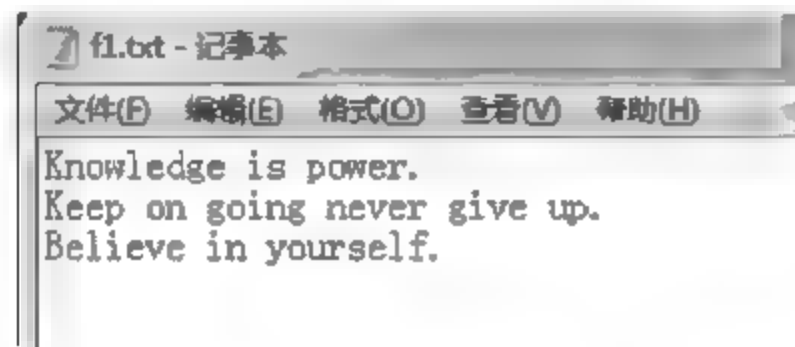 f1.txt - 记事本
文件(F) 编辑(E) 格式(O) 查看(V) 帮助(H)
Knowledge is power.
Keep on going never give up.
Believe in yourself.